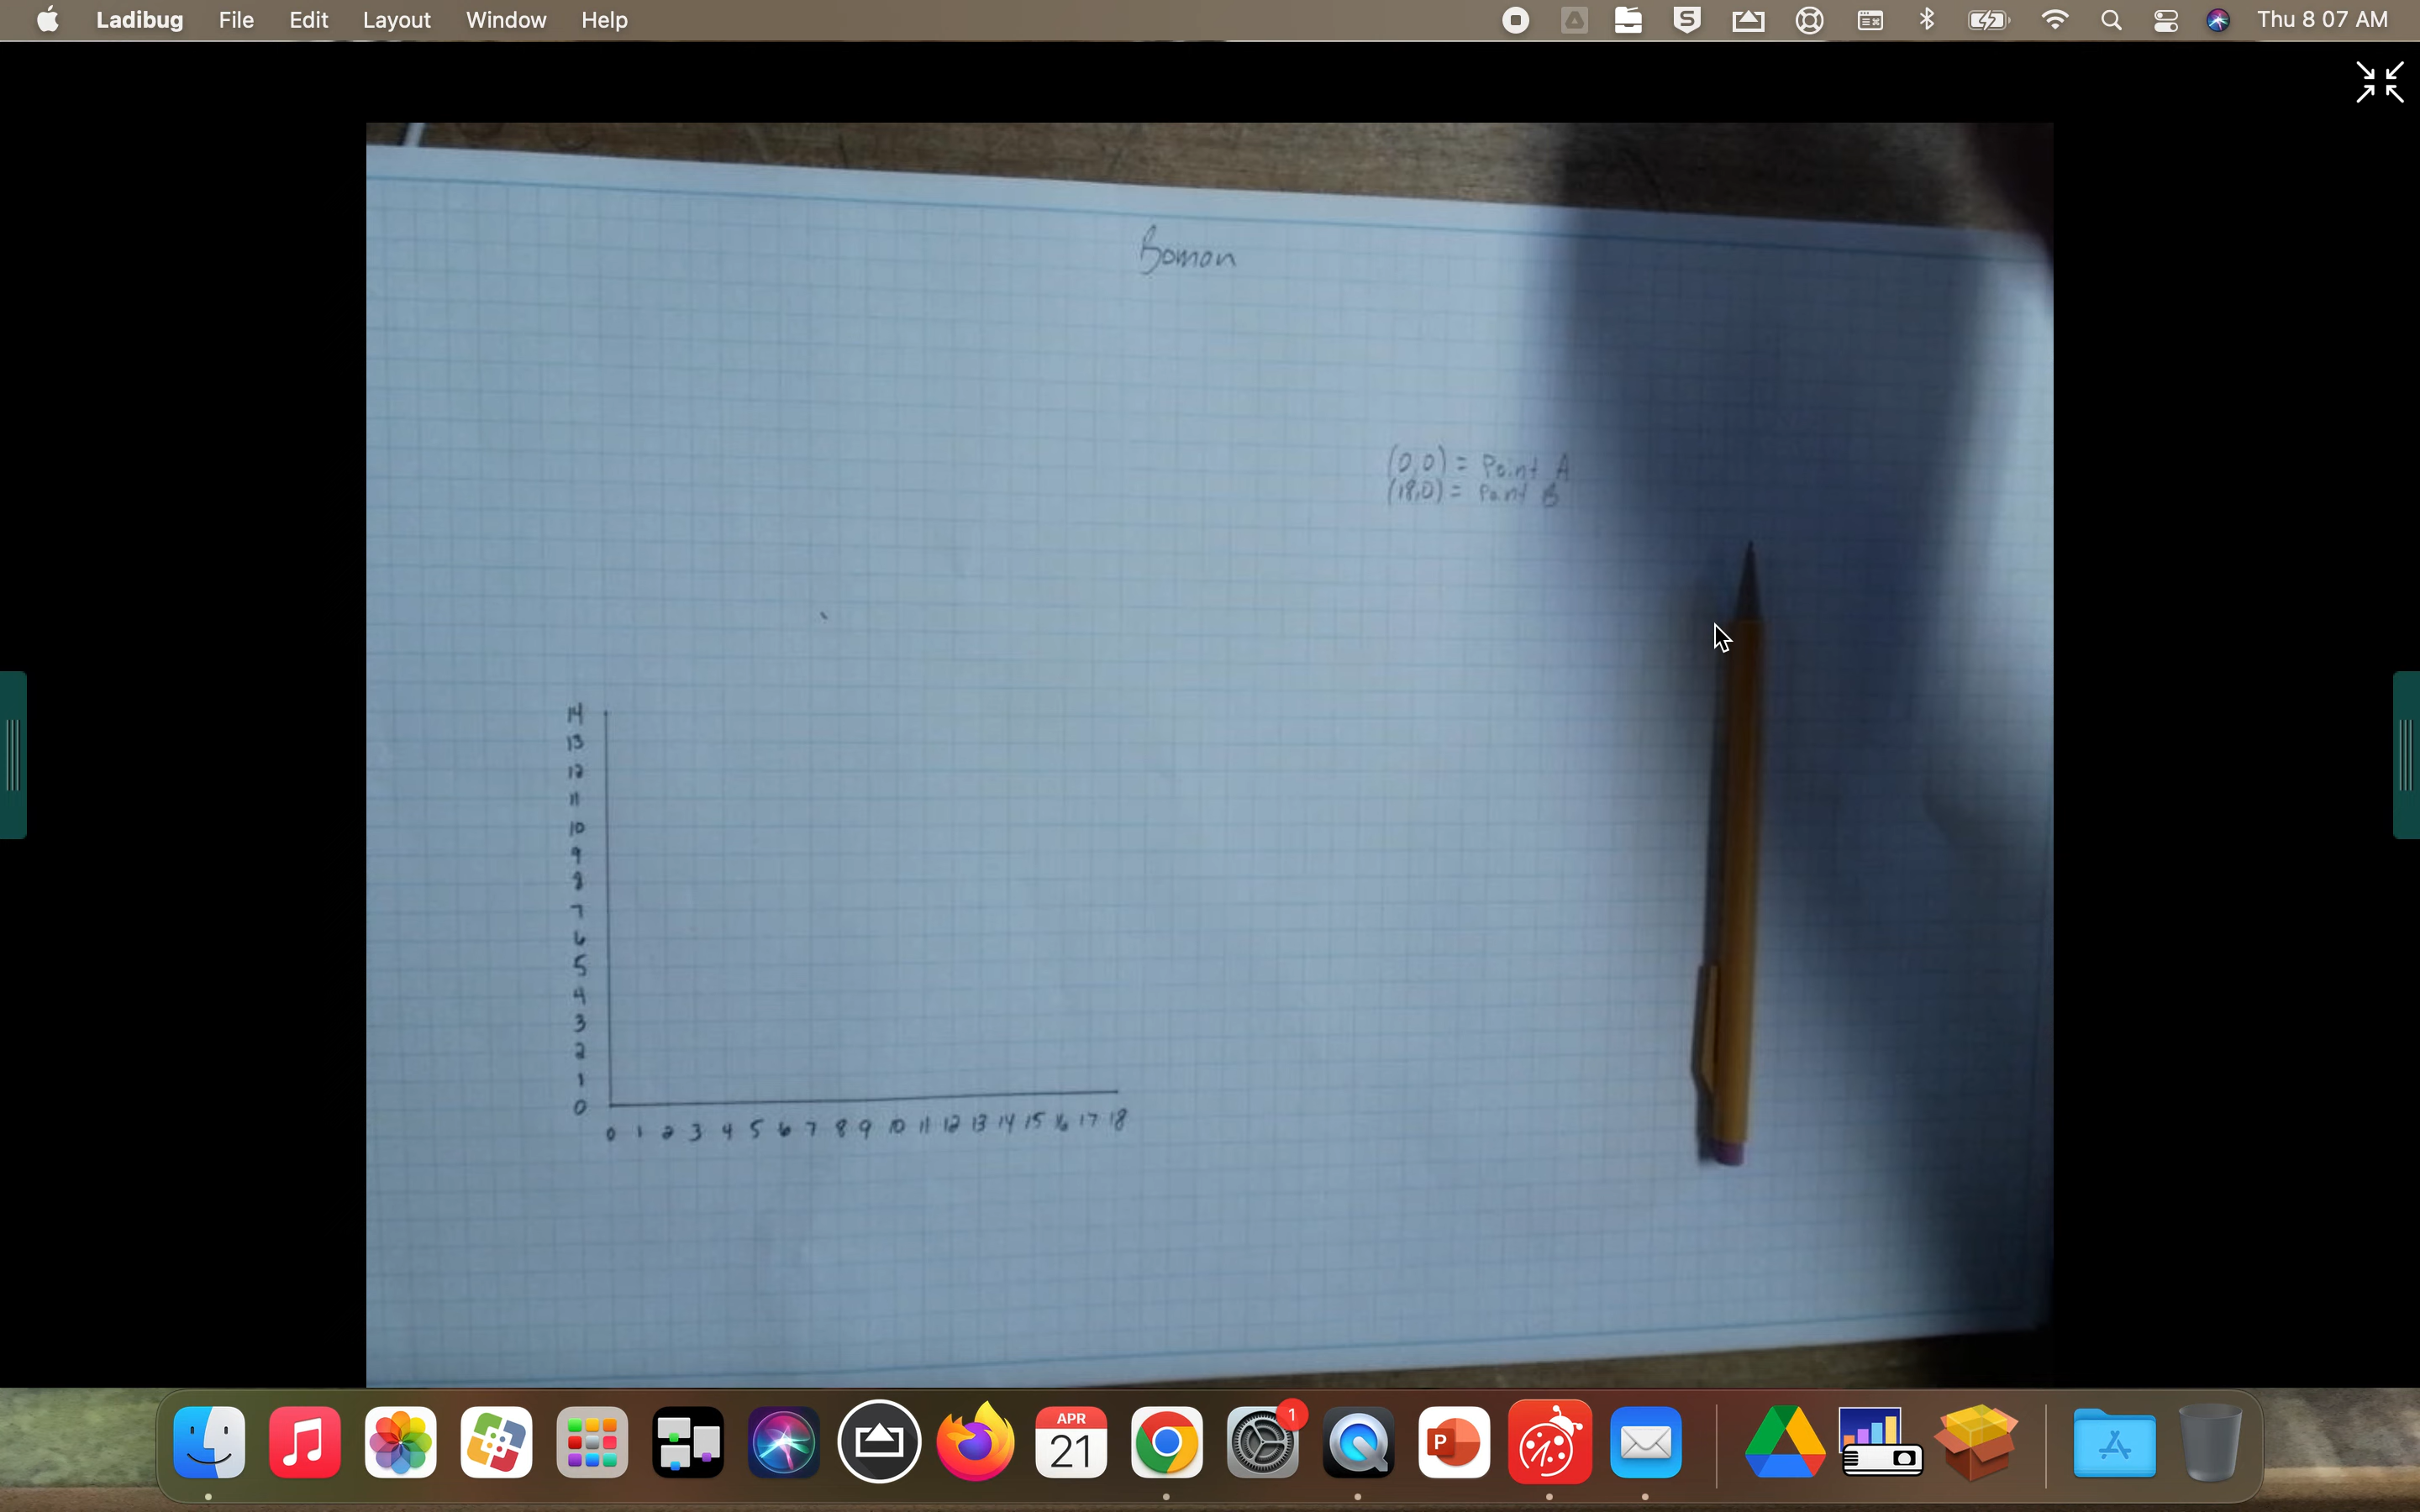 Ladibug File Edit Layout Window Help
Thu 8 07 AM
Bomon
(0,0) = Point A
(18,0) = Point B
14
13
12
11
10
9
8
7
6
5
4
3
2
1
0
0 1 2 3 4 5 6 7 8 9 10 11 12 13 14 15 16 17 18
APR
21
1
P